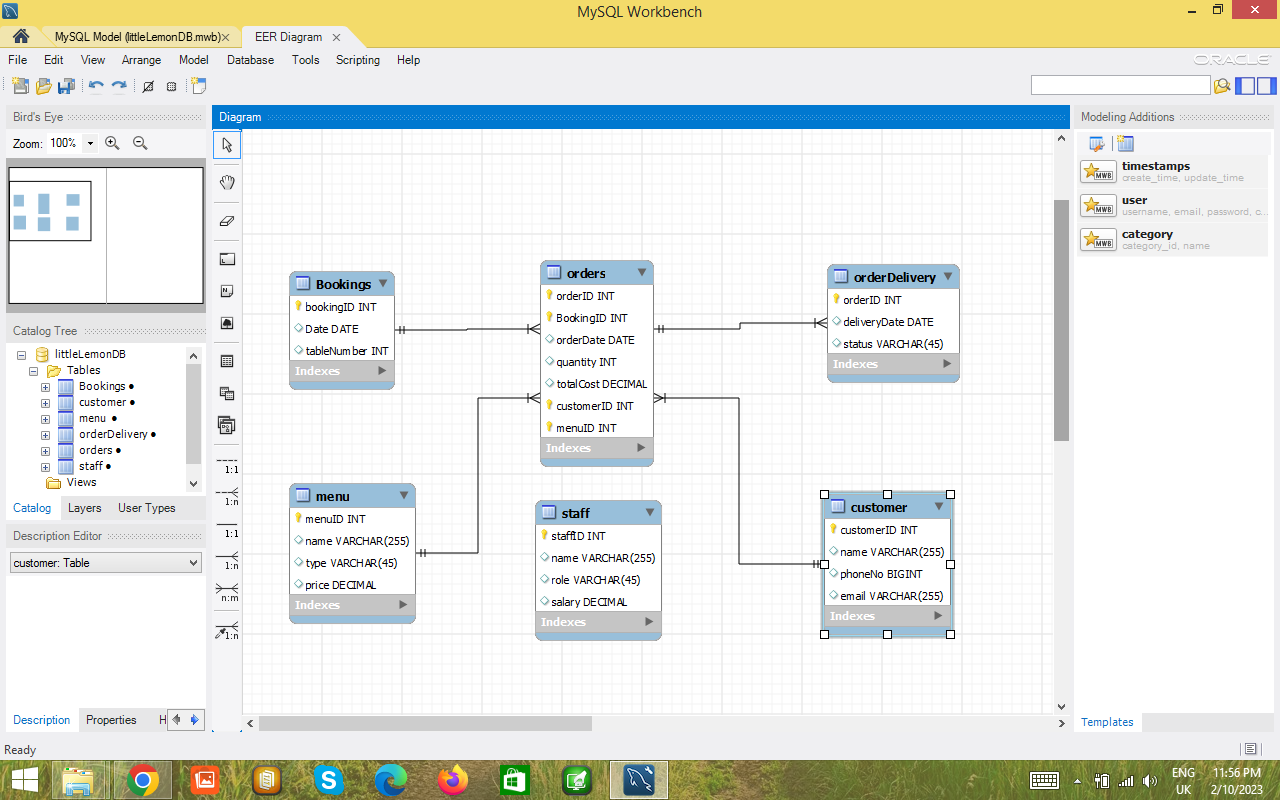 MySQL Workbench
MySQL Model (littleLemonDB.mwb)
EER Diagram
File Edit View Arrange Model Database Tools Scripting Help
ORACLE
Bird's Eye
Zoom: 100%
Catalog Tree
littleLemonDB
Tables
Bookings
customer
menu
orderDelivery
orders
staff
Views
Catalog Layers User Types
Description Editor
customer: Table
Description Properties H
Ready
Diagram
1:1
1:n
1:1
1:n
n:m
1:n
Bookings
bookingID INT
Date DATE
tableNumber INT
Indexes
orders
orderID INT
BookingID INT
orderDate DATE
quantity INT
totalCost DECIMAL
customerID INT
menuID INT
Indexes
orderDelivery
orderID INT
deliveryDate DATE
status VARCHAR(45)
Indexes
menu
menuID INT
name VARCHAR(255)
type VARCHAR(45)
price DECIMAL
Indexes
staff
staffID INT
name VARCHAR(255)
role VARCHAR(45)
salary DECIMAL
Indexes
customer
customerID INT
name VARCHAR(255)
phoneNo BIGINT
email VARCHAR(255)
Indexes
Modeling Additions
MWB
timestamps
create_time, update_time
MWB
user
username, email, password, c...
MWB
category
category_id, name
Templates
ENG
UK
11:56 PM
2/10/2023